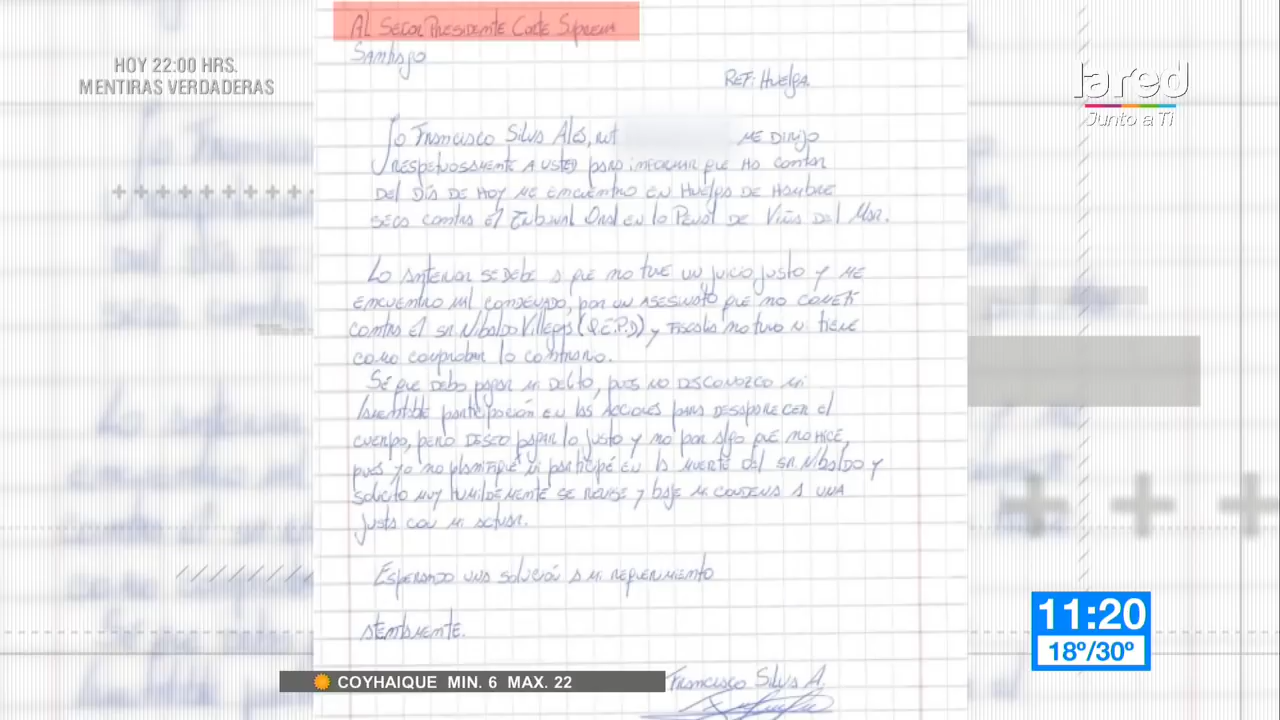 Al Señor Presidente Corte Suprema
Santiago
HOY 22:00 HRS.
MENTIRAS VERDADERAS
Ref: Huelga.
lared
Junto a Ti
Yo Francisco Silva Ales, rut me dirijo
respetuosamente a usted para informar que ha contar
del día de hoy me encuentro en Huelga de Hambre
seca contra el Tribunal Oral en lo Penal de Viña del Mar.
Lo anterior se debe a que no tuve un juicio justo y me
encuentro mal condenado, por un asesinato que no cometí
contra el sr Nibaldo Villegas (Q.E.P.D) y fiscalia no tuvo ni tiene
como comprobar lo contrario.
Sé que debo pagar mi delito, pues no desconozco mi
lamentable participación en las acciones para desaparecer el
cuerpo, pero deseo pagar lo justo y no por algo que no hice,
pues yo no planifiqué ni participé en la muerte del sr Nibaldo y
solicito muy humildemente se revise y baje mi condena a una
justa con mi actuar.
Esperando una solución a mi requerimiento
atentamente.
Francisco Silva A.
11:20
18º/30º
COYHAIQUE MIN. 6 MAX. 22